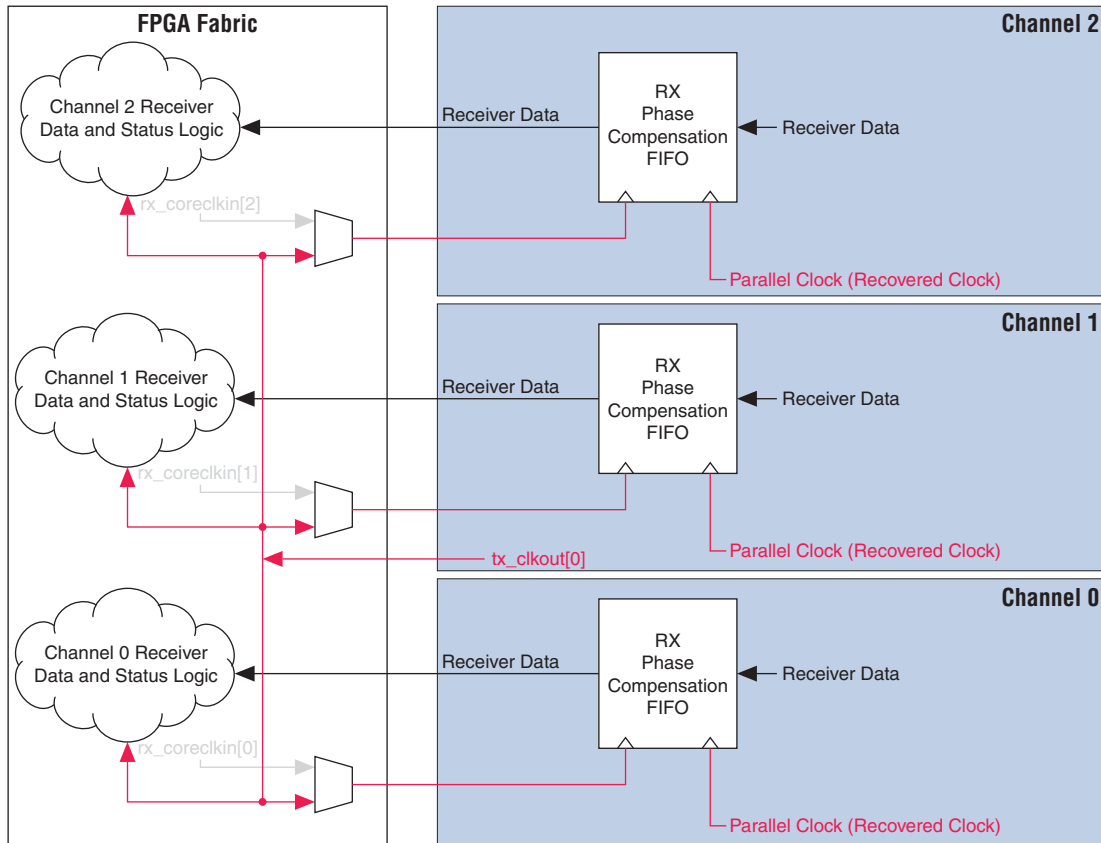 FPGA Fabric
Channel 2
Channel 2 Receiver
Data and Status Logic
Receiver Data
RX
Phase
Compensation
FIFO
Receiver Data
rx_coreclkin[2]
Parallel Clock (Recovered Clock)
Channel 1
Channel 1 Receiver
Data and Status Logic
Receiver Data
RX
Phase
Compensation
FIFO
Receiver Data
rx_coreclkin[1]
Parallel Clock (Recovered Clock)
tx_clkout[0]
Channel 0
Channel 0 Receiver
Data and Status Logic
Receiver Data
RX
Phase
Compensation
FIFO
Receiver Data
rx_coreclkin[0]
Parallel Clock (Recovered Clock)